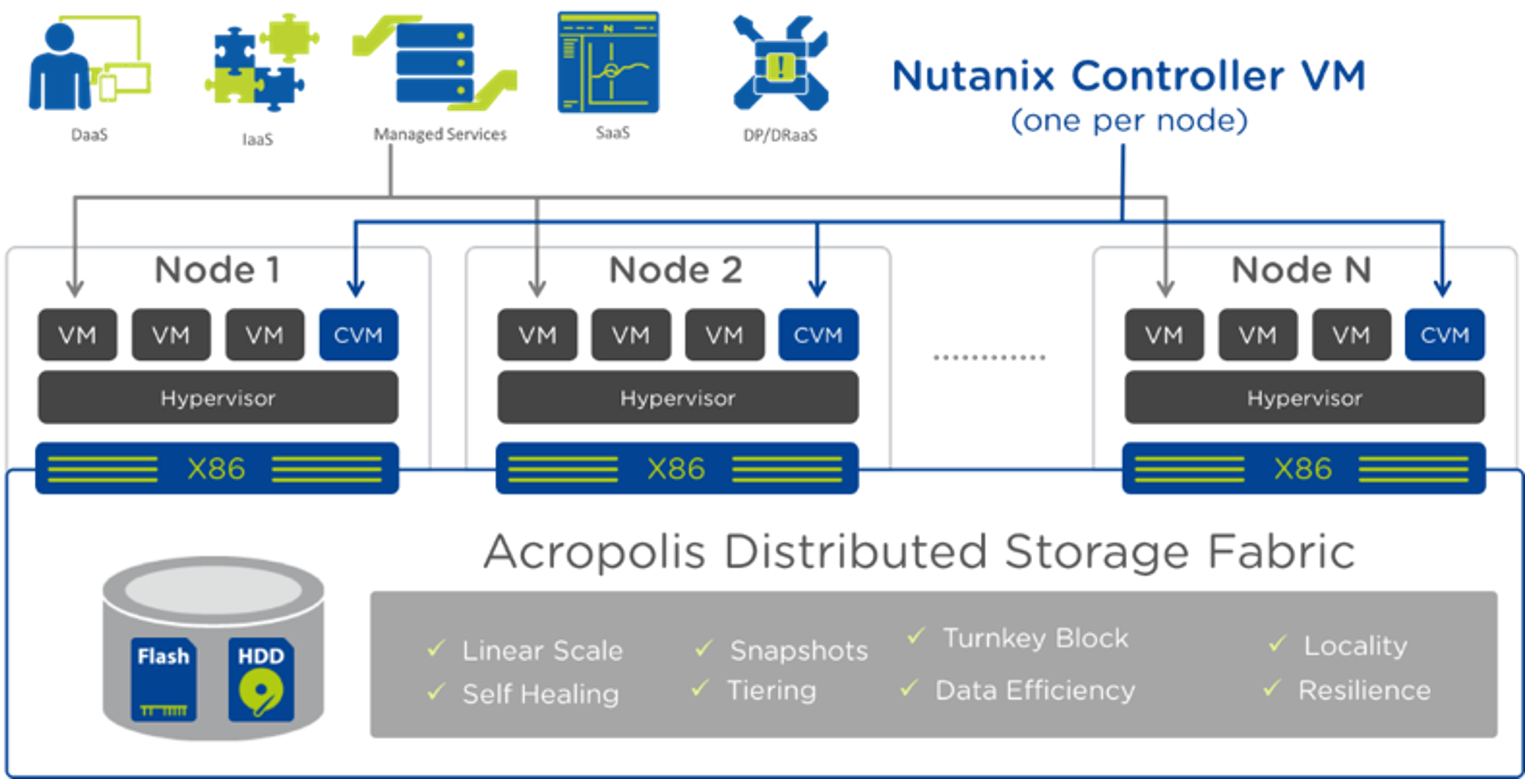 DaaS
IaaS
Managed Services
SaaS
DP/DRaaS
Nutanix Controller VM
(one per node)
Node 1
Node 2
Node N
VM VM VM CVM
VM VM VM CVM
VM VM VM CVM
Hypervisor
Hypervisor
Hypervisor
X86
X86
X86
Acropolis Distributed Storage Fabric
Flash
HDD
✓ Linear Scale
✓ Snapshots
✓ Turnkey Block
✓ Locality
✓ Self Healing
✓ Tiering
✓ Data Efficiency
✓ Resilience